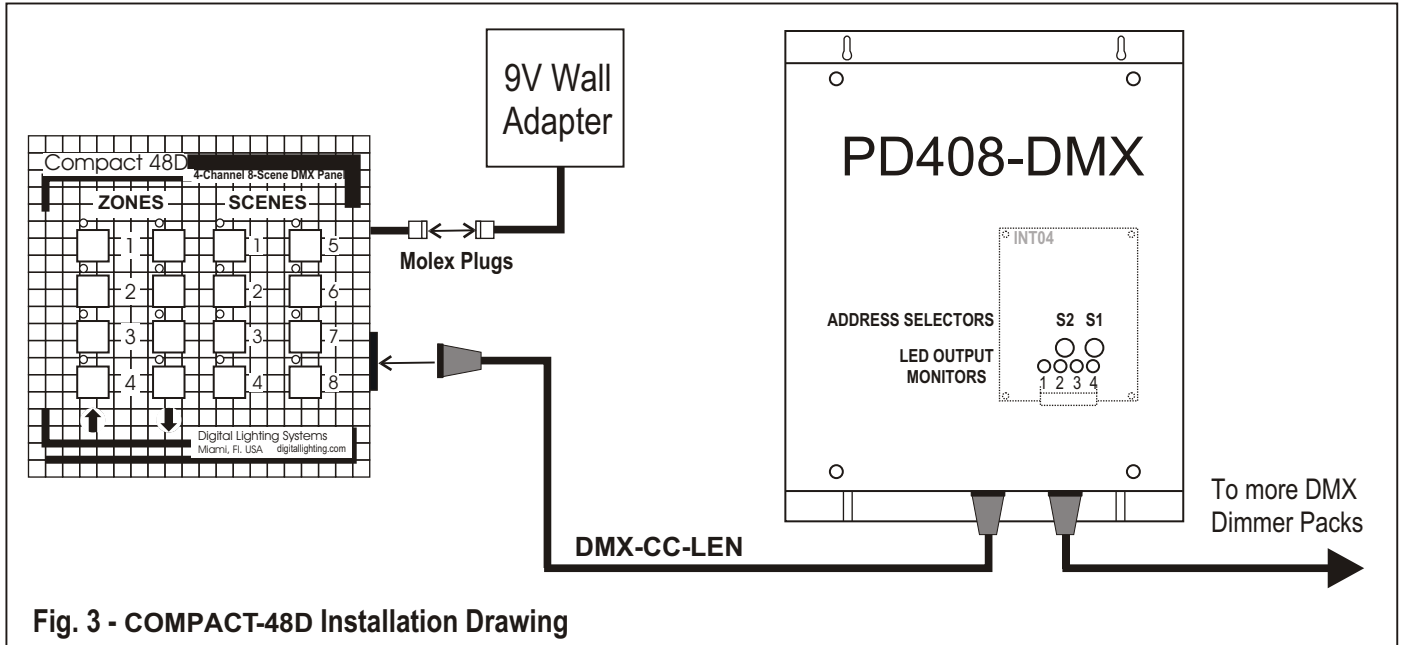 Compact 48D
4-Channel 8-Scene DMX Panel
ZONES SCENES
1 1 5
2 2 6
3 3 7
4 4 8
Digital Lighting Systems
Miami, Fl. USA digitallighting.com
9V Wall
Adapter
Molex Plugs
DMX-CC-LEN
PD408-DMX
INT04
ADDRESS SELECTORS S2 S1
LED OUTPUT
MONITORS
1 2 3 4
To more DMX
Dimmer Packs
Fig. 3 - COMPACT-48D Installation Drawing